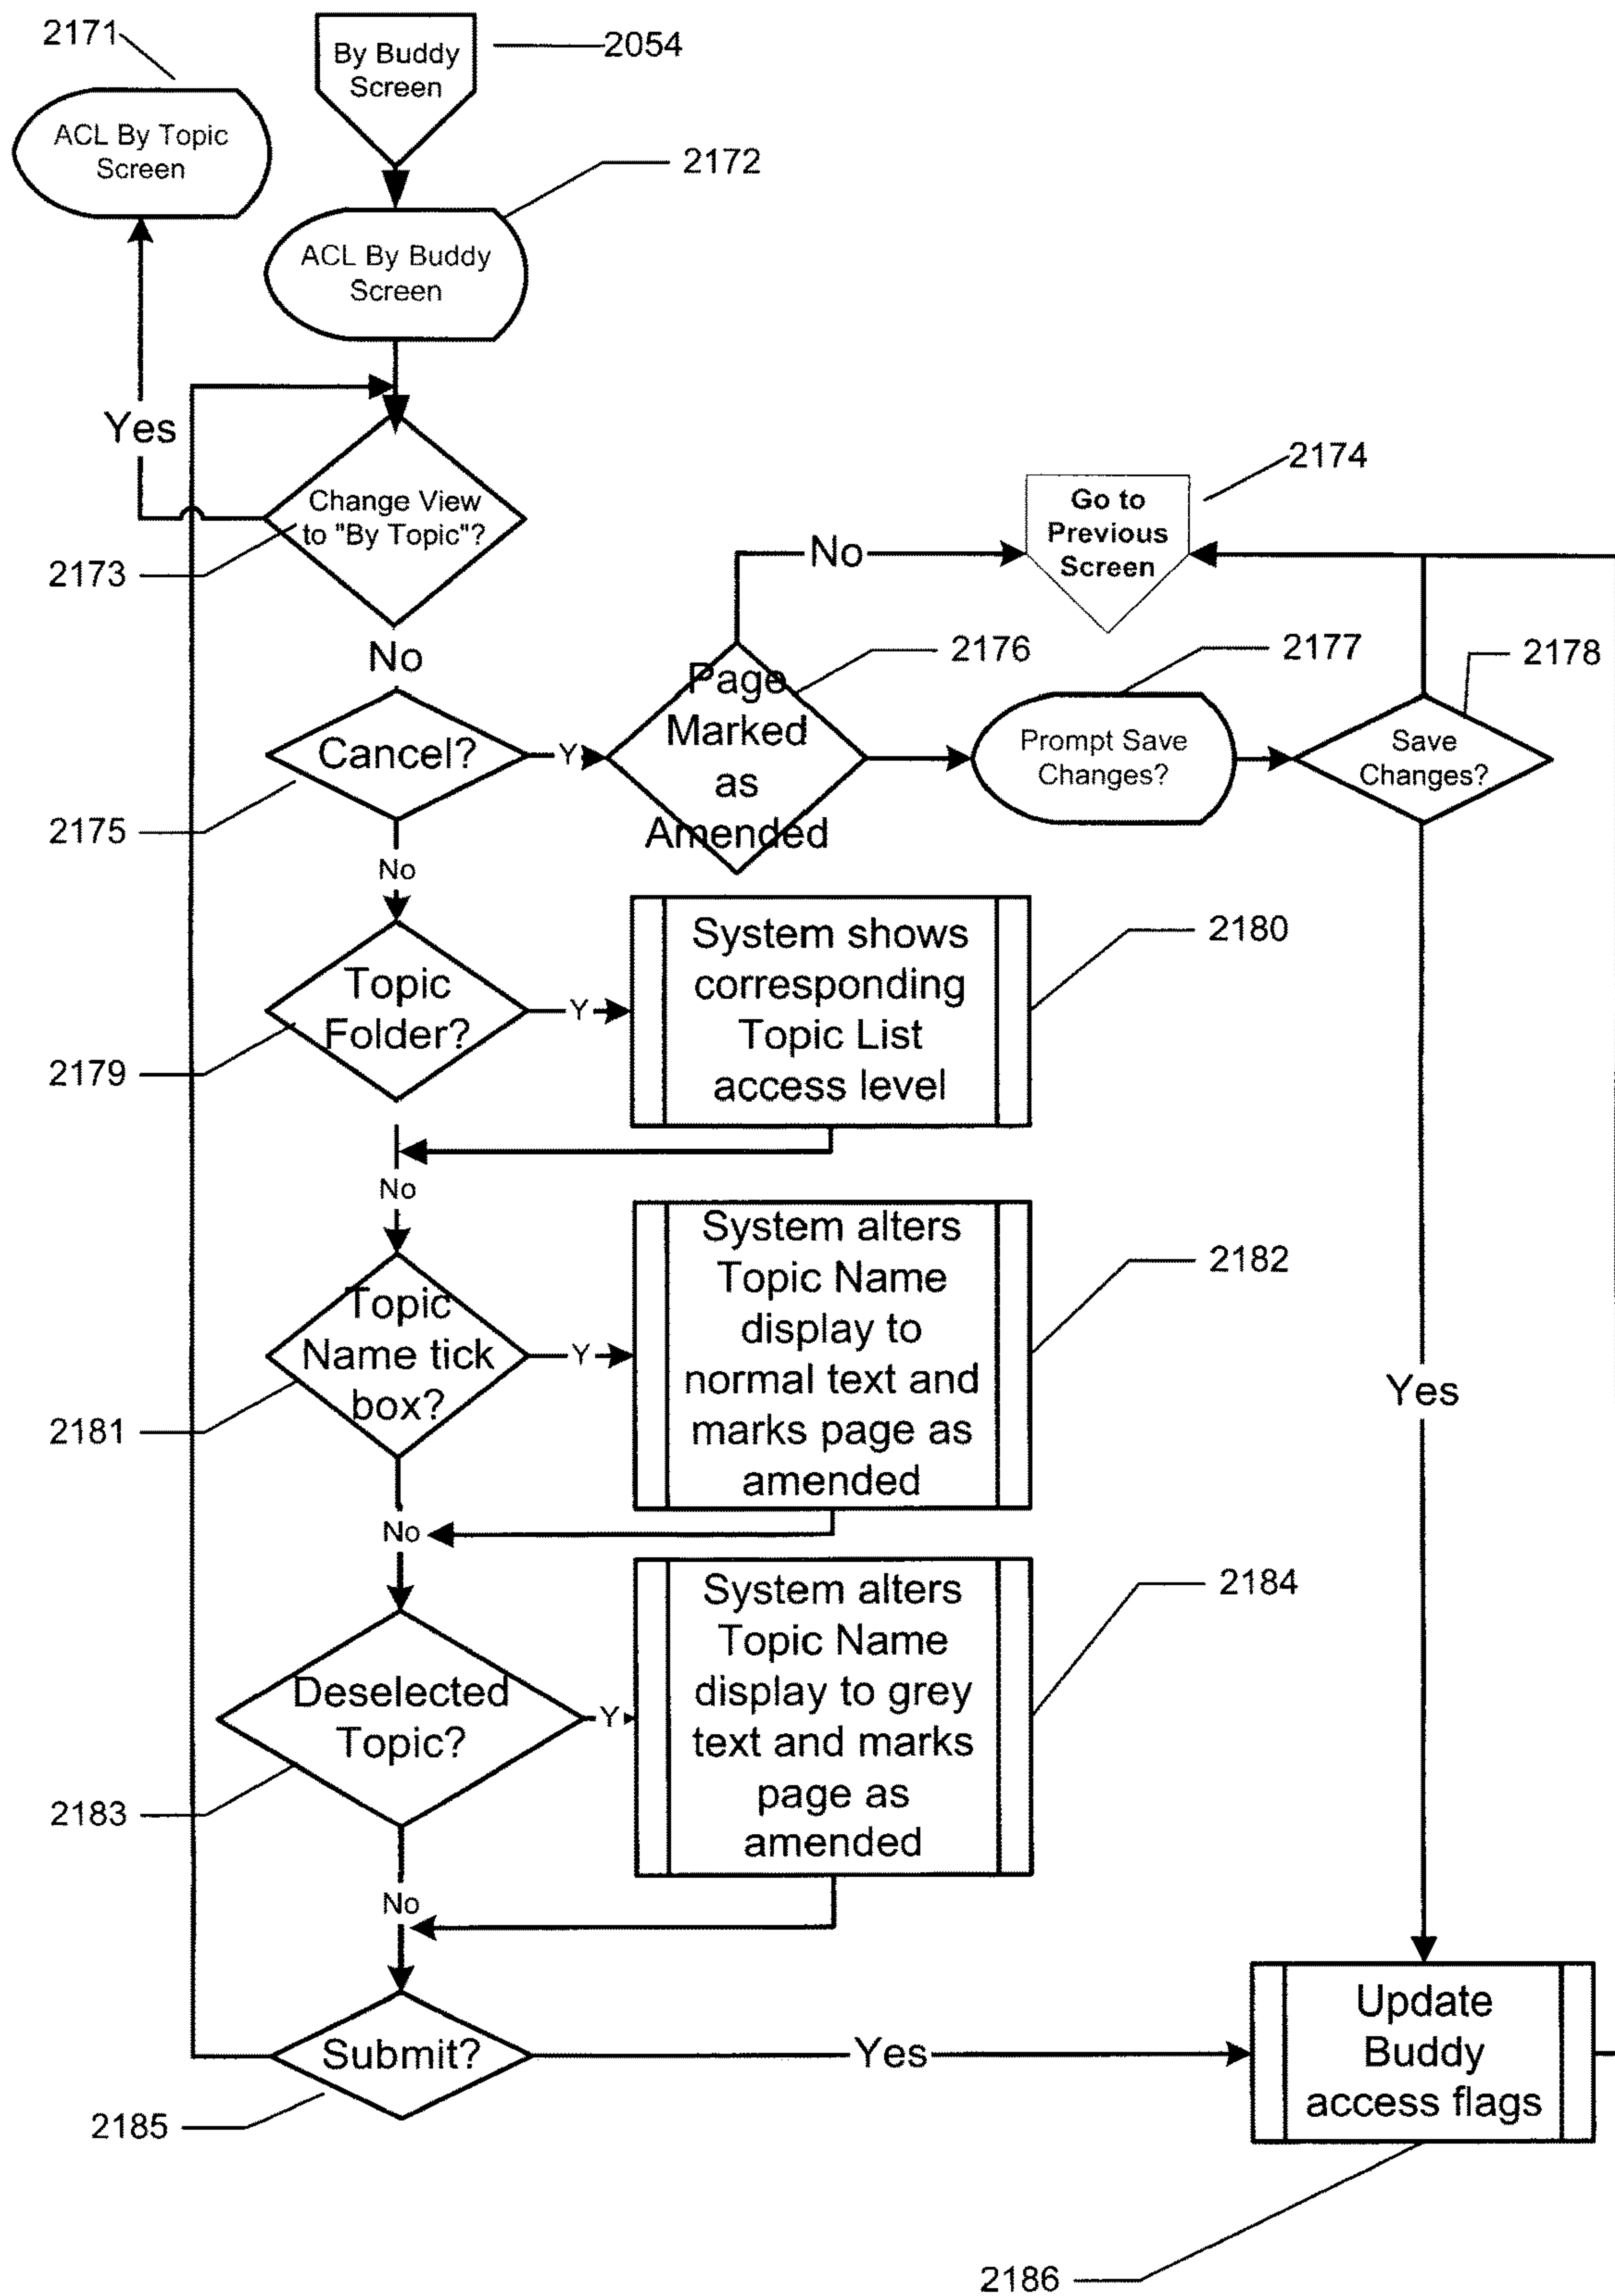 2171
By Buddy
Screen
2054
ACL By Topic
Screen
2172
ACL By Buddy
Screen
Yes
Change View
to "By Topic"?
2173
2174
Go to
Previous
Screen
No
No
2176
2177
2178
Page
Marked
as
Amended
Cancel?
Y
Prompt Save
Changes?
Save
Changes?
2175
No
System shows
corresponding
Topic List
access level
2180
Topic
Folder?
Y
2179
No
System alters
Topic Name
display to
normal text and
marks page as
amended
2182
Topic
Name tick
box?
Y
2181
Yes
No
System alters
Topic Name
display to grey
text and marks
page as
amended
2184
Deselected
Topic?
Y
2183
No
Submit?
Yes
Update
Buddy
access flags
2185
2186